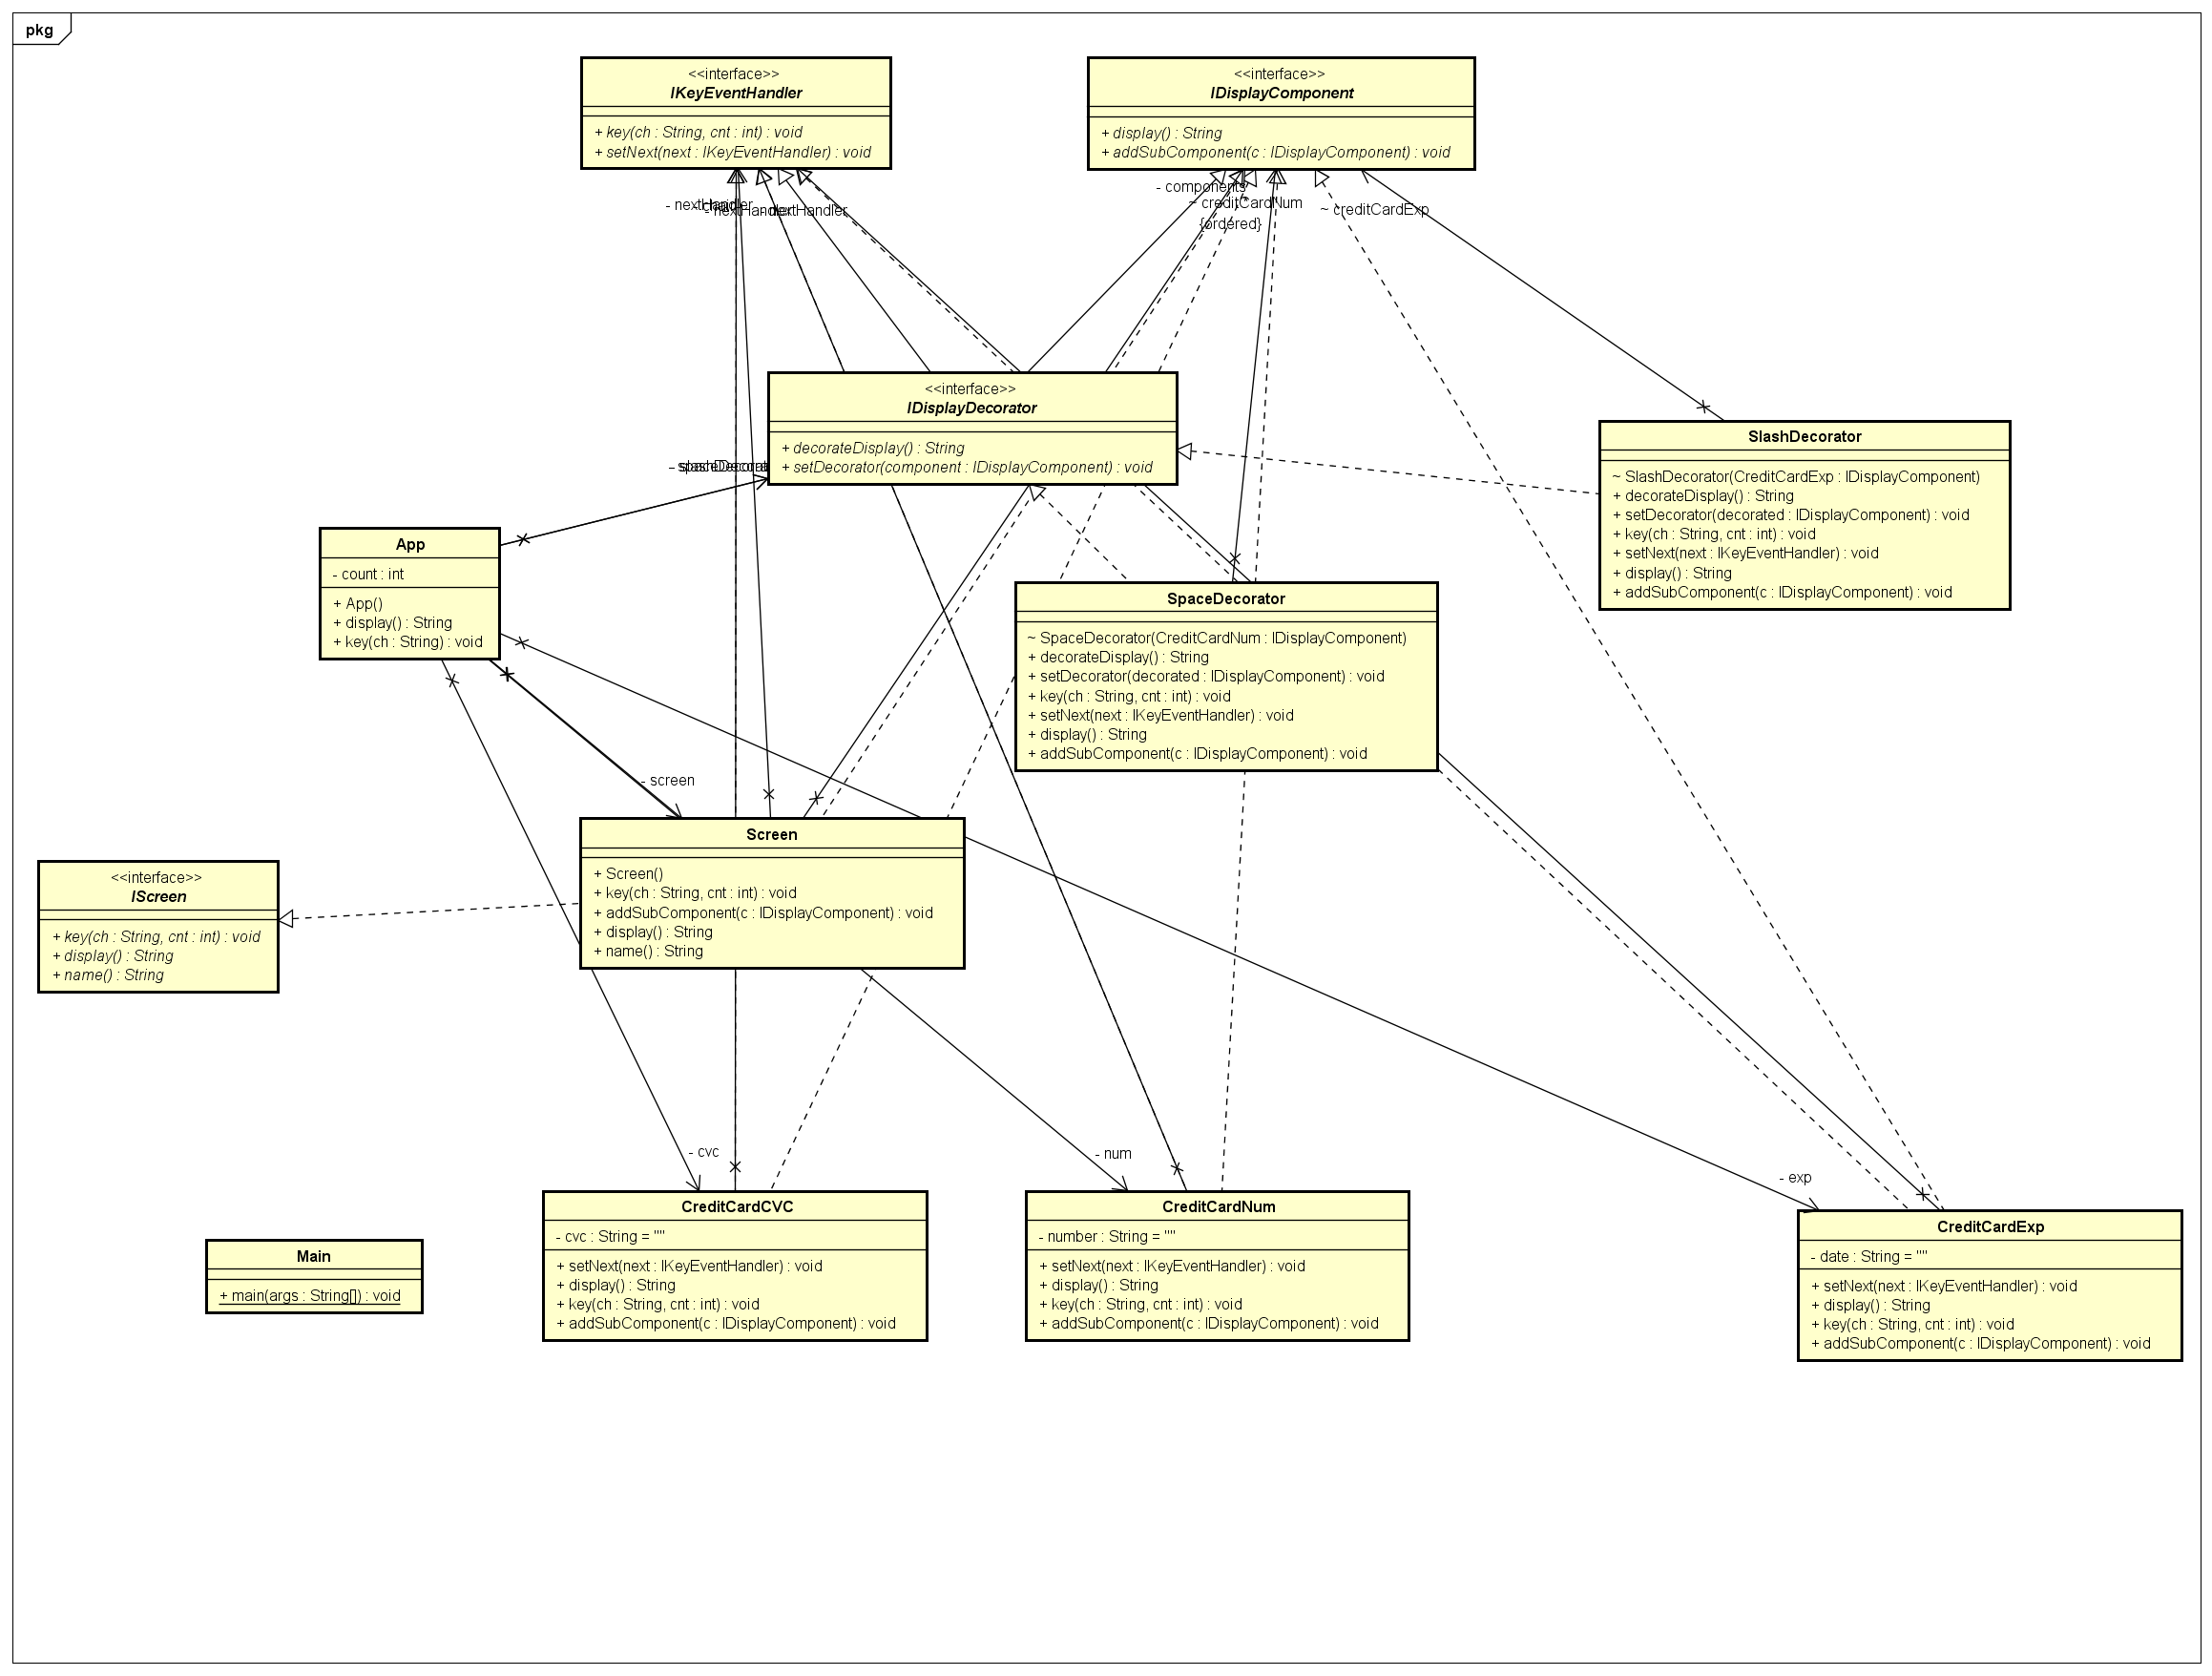 pkg
<<interface>>
IKeyEventHandler
+ key(ch : String, cnt : int) : void
+ setNext(next : IKeyEventHandler) : void
<<interface>>
IDisplayComponent
+ display() : String
+ addSubComponent(c : IDisplayComponent) : void
- components
- nextHandler
- nextHandler
- nextHandler
~ creditCardNum
{ordered}
~ creditCardExp
<<interface>>
IDisplayDecorator
+ decorateDisplay() : String
+ setDecorator(component : IDisplayComponent) : void
SlashDecorator
~ SlashDecorator(CreditCardExp : IDisplayComponent)
+ decorateDisplay() : String
+ setDecorator(decorated : IDisplayComponent) : void
+ key(ch : String, cnt : int) : void
+ setNext(next : IKeyEventHandler) : void
+ display() : String
+ addSubComponent(c : IDisplayComponent) : void
App
- count : int
+ App()
+ display() : String
+ key(ch : String) : void
SpaceDecorator
~ SpaceDecorator(CreditCardNum : IDisplayComponent)
+ decorateDisplay() : String
+ setDecorator(decorated : IDisplayComponent) : void
+ key(ch : String, cnt : int) : void
+ setNext(next : IKeyEventHandler) : void
+ display() : String
+ addSubComponent(c : IDisplayComponent) : void
- screen
Screen
+ Screen()
+ key(ch : String, cnt : int) : void
+ addSubComponent(c : IDisplayComponent) : void
+ display() : String
+ name() : String
<<interface>>
IScreen
+ key(ch : String, cnt : int) : void
+ display() : String
+ name() : String
- cvc
- num
- exp
CreditCardCVC
- cvc : String = ""
+ setNext(next : IKeyEventHandler) : void
+ display() : String
+ key(ch : String, cnt : int) : void
+ addSubComponent(c : IDisplayComponent) : void
CreditCardNum
- number : String = ""
+ setNext(next : IKeyEventHandler) : void
+ display() : String
+ key(ch : String, cnt : int) : void
+ addSubComponent(c : IDisplayComponent) : void
CreditCardExp
- date : String = ""
+ setNext(next : IKeyEventHandler) : void
+ display() : String
+ key(ch : String, cnt : int) : void
+ addSubComponent(c : IDisplayComponent) : void
Main
+ main(args : String[]) : void